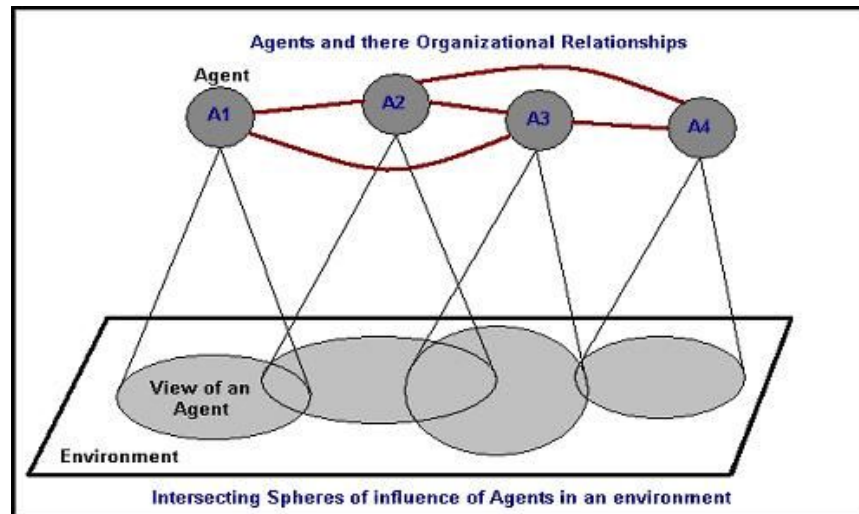 Agents and there Organizational Relationships
Agent
A1
A2
A3
A4
View of an
Agent
Environment
Intersecting Spheres of influence of Agents in an environment